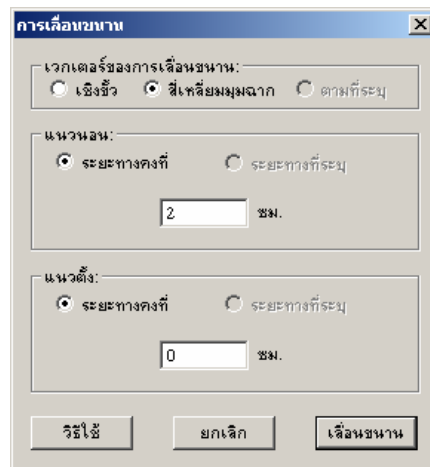 การเลื่อนขนาน
เวกเตอร์ของการเลื่อนขนาน:
เชิงขั้ว สี่เหลี่ยมมุมฉาก ตามที่ระบุ
แนวนอน:
ระยะทางคงที่ ระยะทางที่ระบุ
2 ซม.
แนวตั้ง:
ระยะทางคงที่ ระยะทางที่ระบุ
0 ซม.
วิธีใช้ ยกเลิก เลื่อนขนาน